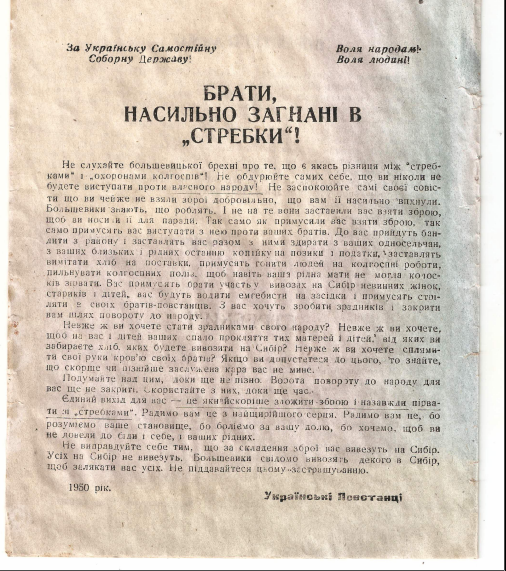 За Українську Самостійну
Соборну Державу!
Воля народам!
Воля людині!
БРАТИ,
НАСИЛЬНО ЗАГНАНІ В
„СТРЕБКИ“!
Не слухайте большевицької брехні про те, що є якась різниця між "стреб-
ками" і „охоронами колгоспів"! Не обдурюйте самих себе, що ви ніколи не
будете виступати проти власного народу! Не заспокоюйте самі своєї совіс-
ти що ви чейже не взяли зброї добровільно, що вам її насильно впихнули.
Большевики знають, що роблять. І не на те вони заставили вас взяти зброю,
щоб ви носили її для паради. Так само як примусили вас взяти зброю, так
само примусять вас виступати з нею проти ваших братів. До вас прийдуть бан-
дити з району і заставлять вас разом з ними здирати з ваших односельчан,
з ваших близьких і рідних останню копійку на позики і податки, заставлять
вимітати хліб на поставки, примусять гонити людей на колгоспні роботи,
пильнувати колгоспних полів, щоб навіть ваша рідна мати не могла колос-
ків зірвати. Вас примусять брати участь у вивозах на Сибір невинних жінок,
стариків і дітей, вас будуть водити емгебисти на засідки і примусять стрі-
ляти в своїх братів-повстанців. З вас хочуть зробити зрадників і закрити
вам шлях повороту до народу.
Невже ж ви хочете стати зрадниками свого народу? Невже ж ви хочете,
щоб на вас і дітей ваших спало прокляття тих матерей і дітей, від яких ви
забираєте хліб, яких будете вивозити на Сибір? Невже ж ви хочете сплями-
ти свої руки кров'ю своїх братів? Якщо ви допуститеся до цього, то знайте,
що скорше чи пізніше заслужена кара вас не мине.
Подумайте над цим, доки ще не пізно. Ворота повороту до народу для
вас ще не закриті. Скористайте з них, доки ще час.
Єдиний вихід для вас — це якнайскоріше зложити зброю і назавжди пірва-
ти зі „стребками". Радимо вам це з найщирішого серця. Радимо вам це, бо
розуміємо ваше становище, бо боліємо за вашу долю, бо хочемо, щоб ви
не довели до біди і себе, і ваших рідних.
Не виправдуйте себе тим, що за складення зброї вас вивезуть на Сибір.
Усіх на Сибір не вивезуть. Большевики свідомо вивозять декого в Сибір,
щоб залякати вас усіх. Не піддавайтеся цьому застрашуванню.
1950 рік.
Українські Повстанці